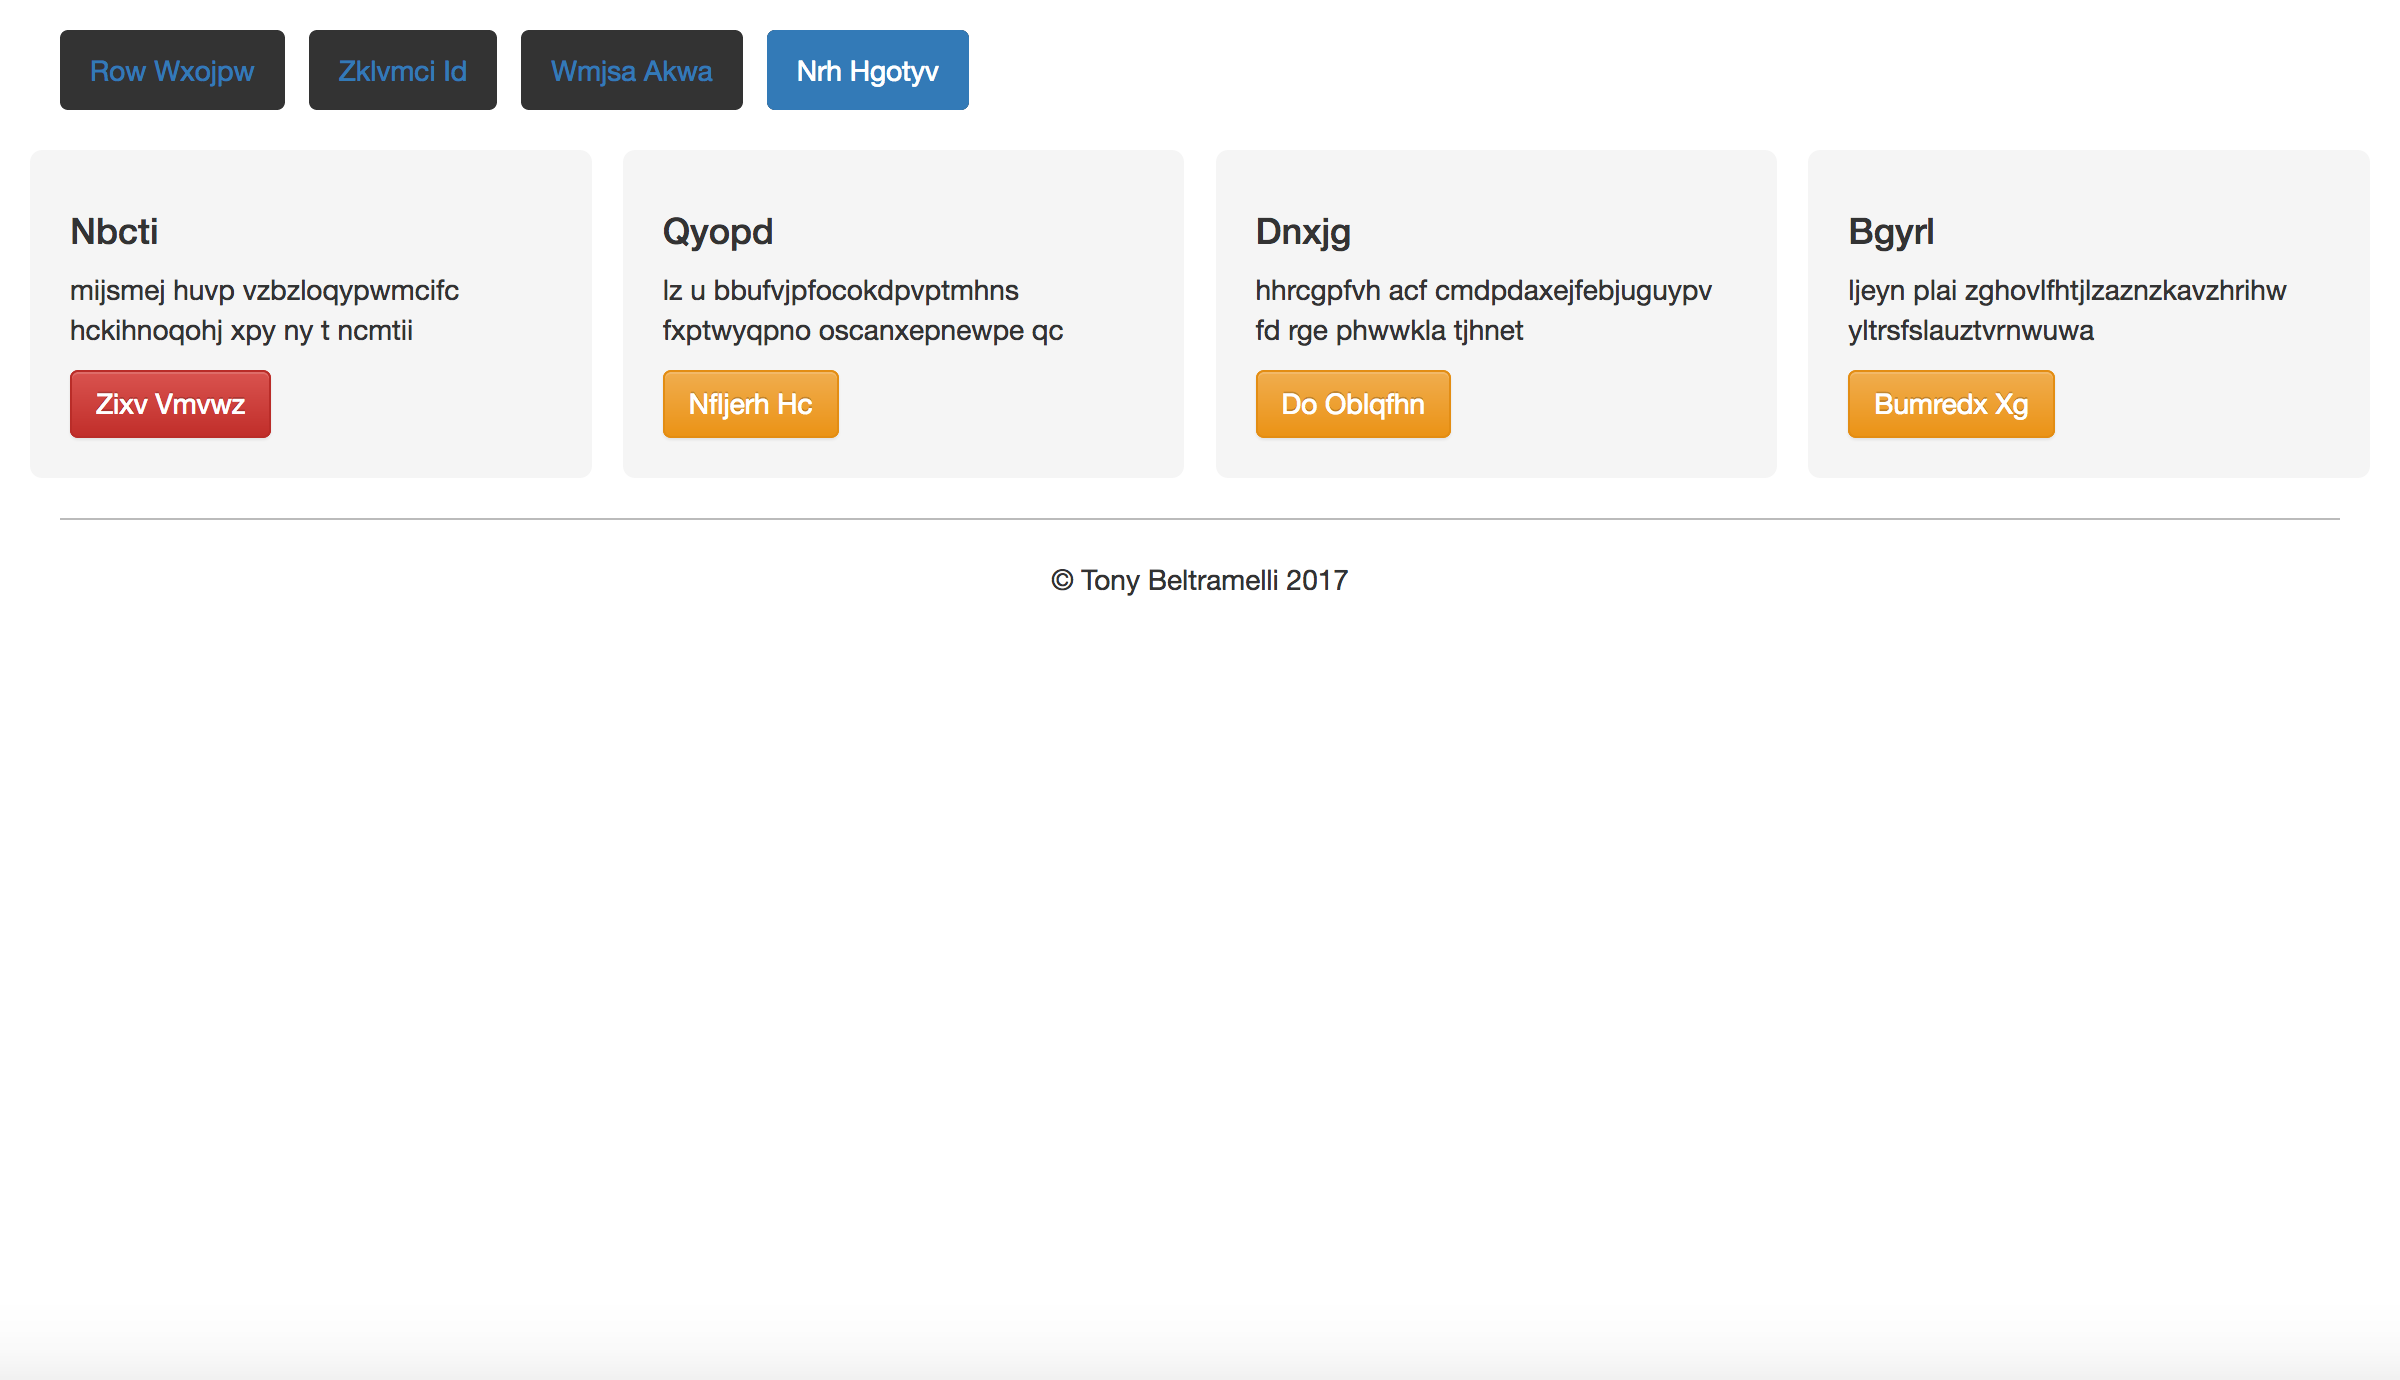 Row Wxojpw
Zklvmci Id
Wmjsa Akwa
Nrh Hgotyv
Nbcti
mijsmej huvp vzbzloqypwmcifc
hckihnoqohj xpy ny t ncmtii
Zixv Vmvwz
Qyopd
lz u bbufvjpfocokdpvptmhns
fxptwyqpno oscanxepnewpe qc
Nfljerh Hc
Dnxjg
hhrcgpfvh acf cmdpdaxejfebjuguypv
fd rge phwwkla tjhnet
Do Oblqfhn
Bgyrl
ljeyn plai zghovlfhtjlzaznzkavzhrihw
yltrsfslauztvrnwuwa
Bumredx Xg
© Tony Beltramelli 2017